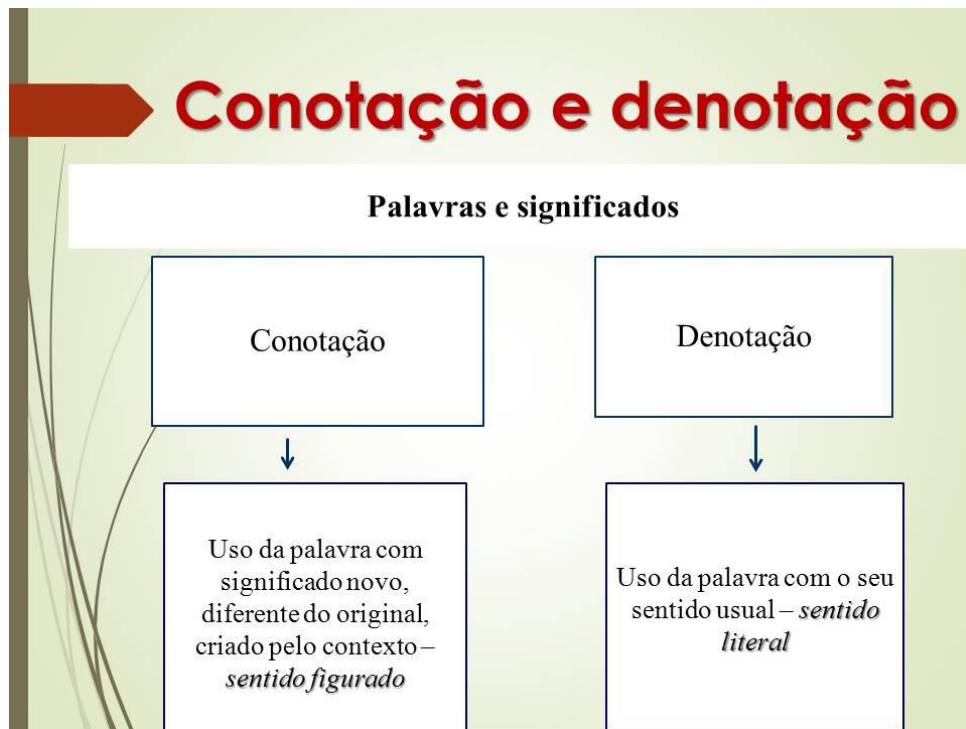 Conotação e denotação
Palavras e significados
Conotação
Denotação
Uso da palavra com
significado novo,
diferente do original,
criado pelo contexto –
sentido figurado
Uso da palavra com o seu
sentido usual – sentido
literal